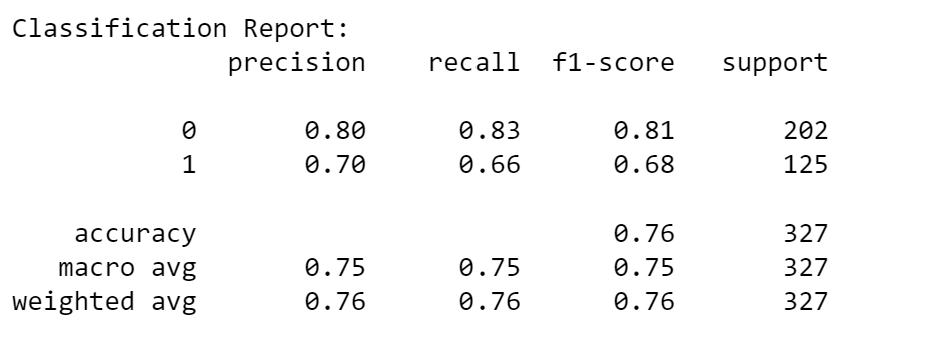 Classification Report:
precision recall f1-score support
0 0.80 0.83 0.81 202
1 0.70 0.66 0.68 125
accuracy 0.76 327
macro avg 0.75 0.75 0.75 327
weighted avg 0.76 0.76 0.76 327